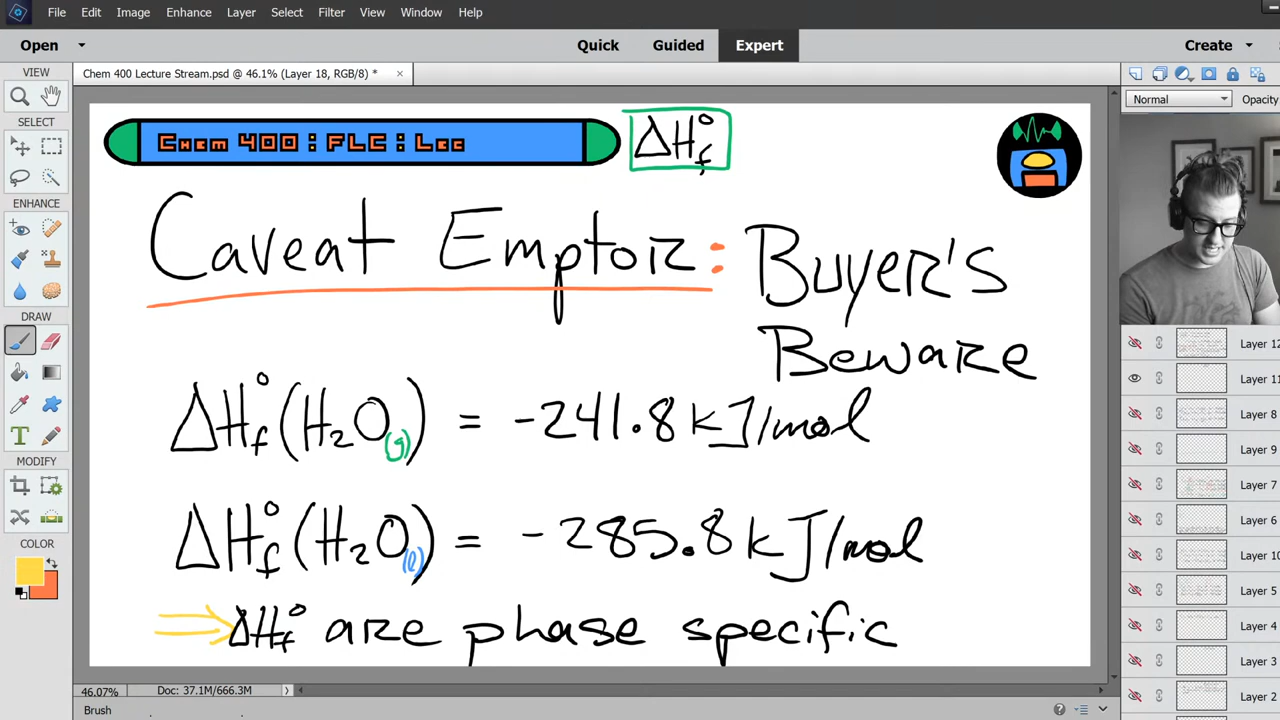 File Edit Image Enhance Layer Select Filter View Window Help
Open Quick Guided Expert Create
VIEW Chem 400 Lecture Stream.psd @ 46.1% (Layer 18, RGB/8) * ×
Normal Opacity
SELECT
ENHANCE
DRAW
MODIFY
COLOR
Chem 400 : FLC : Lec ΔH°f
Caveat Emptor: Buyer's
Beware
ΔH°f (H₂O(g)) = -241.8 kJ/mol
ΔH°f (H₂O(l)) = -285.8 kJ/mol
⇒ ΔH°f are phase specific
Layer 12
Layer 11
Layer 8
Layer 9
Layer 7
Layer 6
Layer 10
Layer 5
Layer 4
Layer 3
Layer 2
46.07% Doc: 37.1M/666.3M
Brush